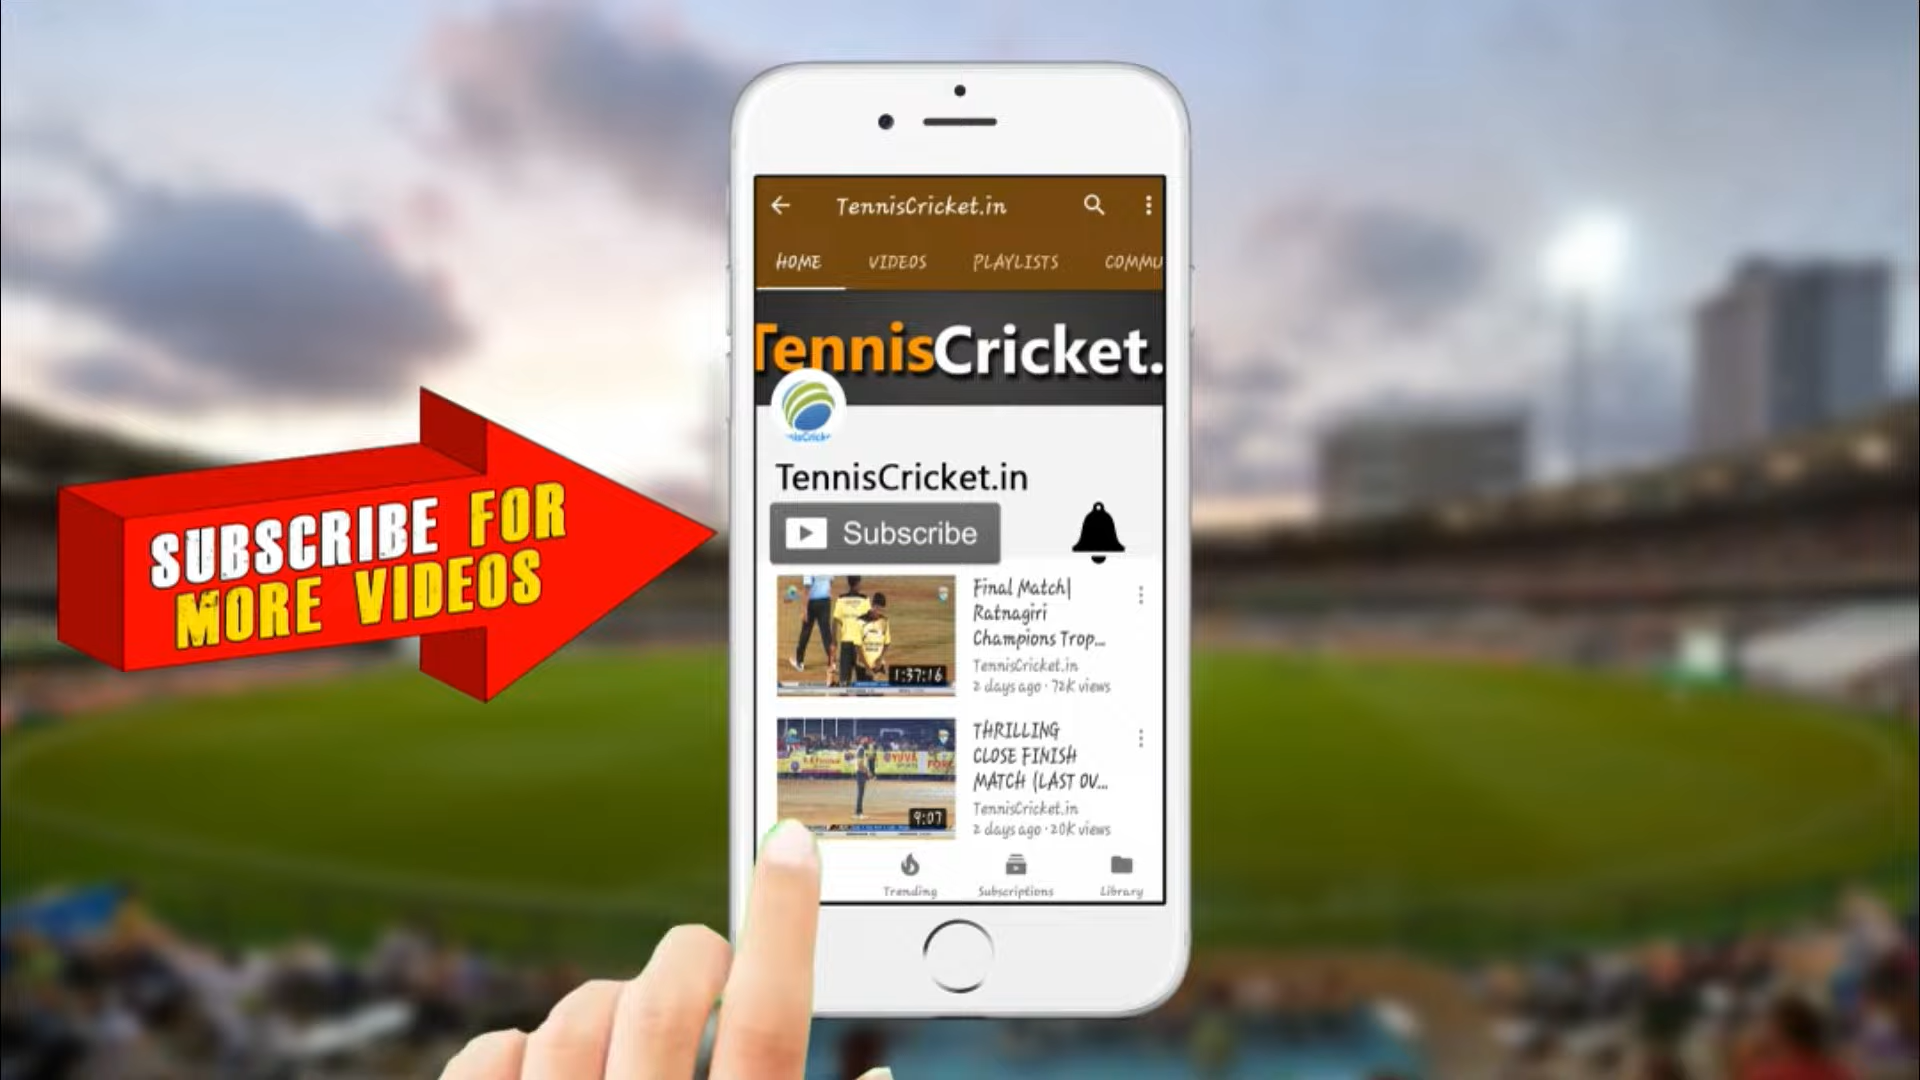 TennisCricket.in
HOME VIDEOS PLAYLISTS COMMU
TennisCricket.
TennisCricket.in
Subscribe
SUBSCRIBE FOR
MORE VIDEOS
Final Match|
Ratnagiri
Champions Trop...
TennisCricket.in
2 days ago · 72K views
1:37:16
THRILLING
CLOSE FINISH
MATCH (LAST OV...
TennisCricket.in
2 days ago · 20K views
9:07
Trending Subscriptions Library